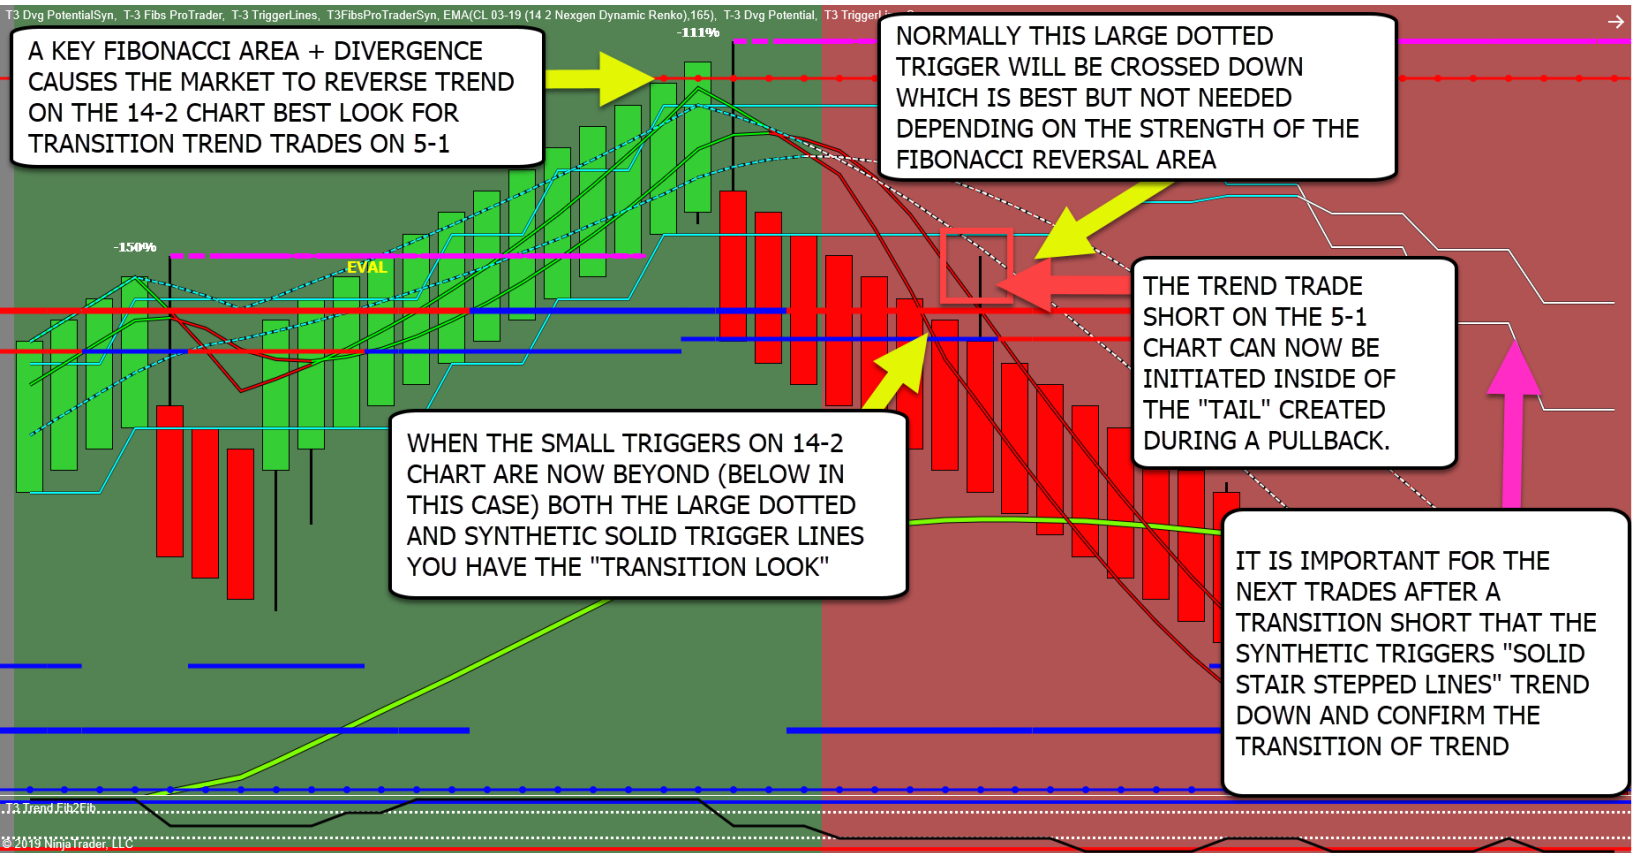 T3 Dvg PotentialSyn, T-3 Fibs ProTrader, T-3 TriggerLines, T3FibsProTraderSyn, EMA(CL 03-19 (14 2 Nexgen Dynamic Renko),165), T-3 Dvg Potential, T3
A KEY FIBONACCI AREA + DIVERGENCE
CAUSES THE MARKET TO REVERSE TREND
ON THE 14-2 CHART BEST LOOK FOR
TRANSITION TREND TRADES ON 5-1
-111%
NORMALLY THIS LARGE DOTTED
TRIGGER WILL BE CROSSED DOWN
WHICH IS BEST BUT NOT NEEDED
DEPENDING ON THE STRENGTH OF THE
FIBONACCI REVERSAL AREA
-150%
EVAL
THE TREND TRADE
SHORT ON THE 5-1
CHART CAN NOW BE
INITIATED INSIDE OF
THE "TAIL" CREATED
DURING A PULLBACK.
WHEN THE SMALL TRIGGERS ON 14-2
CHART ARE NOW BEYOND (BELOW IN
THIS CASE) BOTH THE LARGE DOTTED
AND SYNTHETIC SOLID TRIGGER LINES
YOU HAVE THE "TRANSITION LOOK"
IT IS IMPORTANT FOR THE
NEXT TRADES AFTER A
TRANSITION SHORT THAT THE
SYNTHETIC TRIGGERS "SOLID
STAIR STEPPED LINES" TREND
DOWN AND CONFIRM THE
TRANSITION OF TREND
T3 Trend Fib2Fib
© 2019 NinjaTrader, LLC